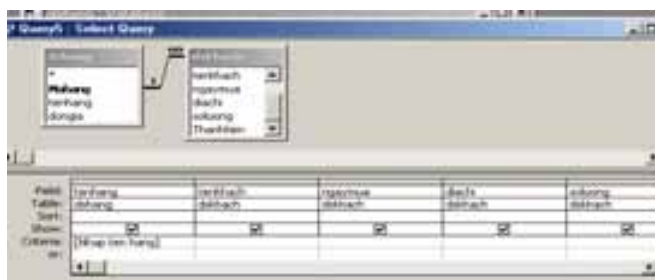 Query5 : Select Query
*
Mahang
tenhang
dongia
tenkhach
ngaymua
diachi
soluong
Thanhtien
Field: tenhang tenkhach ngaymua diachi soluong
Table: dshang dskhach dskhach dskhach dskhach
Sort:
Show:
Criteria: [Nhap ten hang]
or: